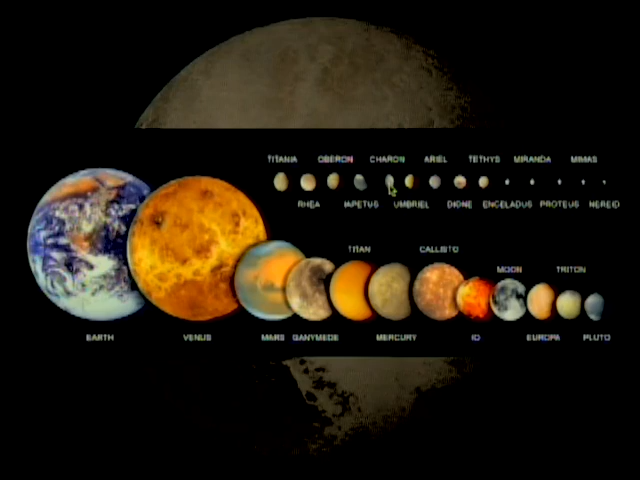 TITANIA OBERON CHARON ARIEL TETHYS MIRANDA MIMAS
RHEA IAPETUS UMBRIEL DIONE ENCELADUS PROTEUS NEREID
TITAN CALLISTO
MOON TRITON
EARTH VENUS MARS GANYMEDE MERCURY IO EUROPA PLUTO